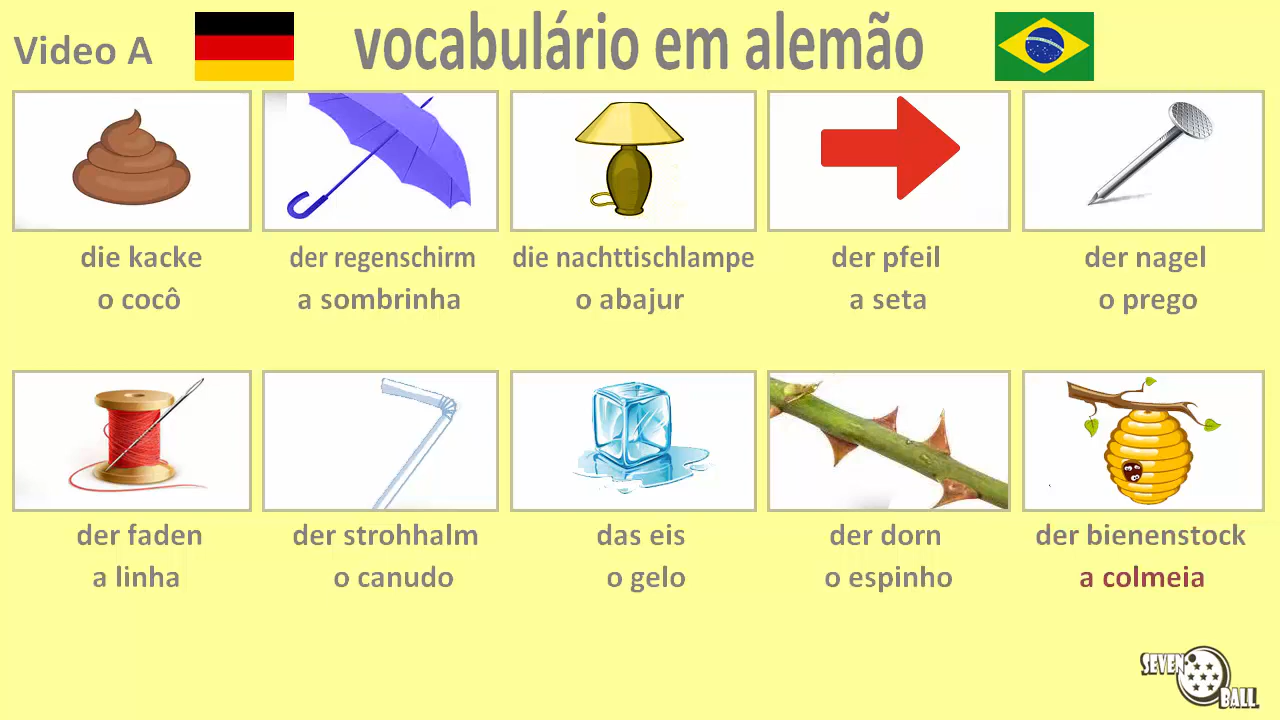 Video A
vocabulário em alemão
die kacke
o cocô
der regenschirm
a sombrinha
die nachttischlampe
o abajur
der pfeil
a seta
der nagel
o prego
der faden
a linha
der strohhalm
o canudo
das eis
o gelo
der dorn
o espinho
der bienenstock
a colmeia
SEVEN
BALL